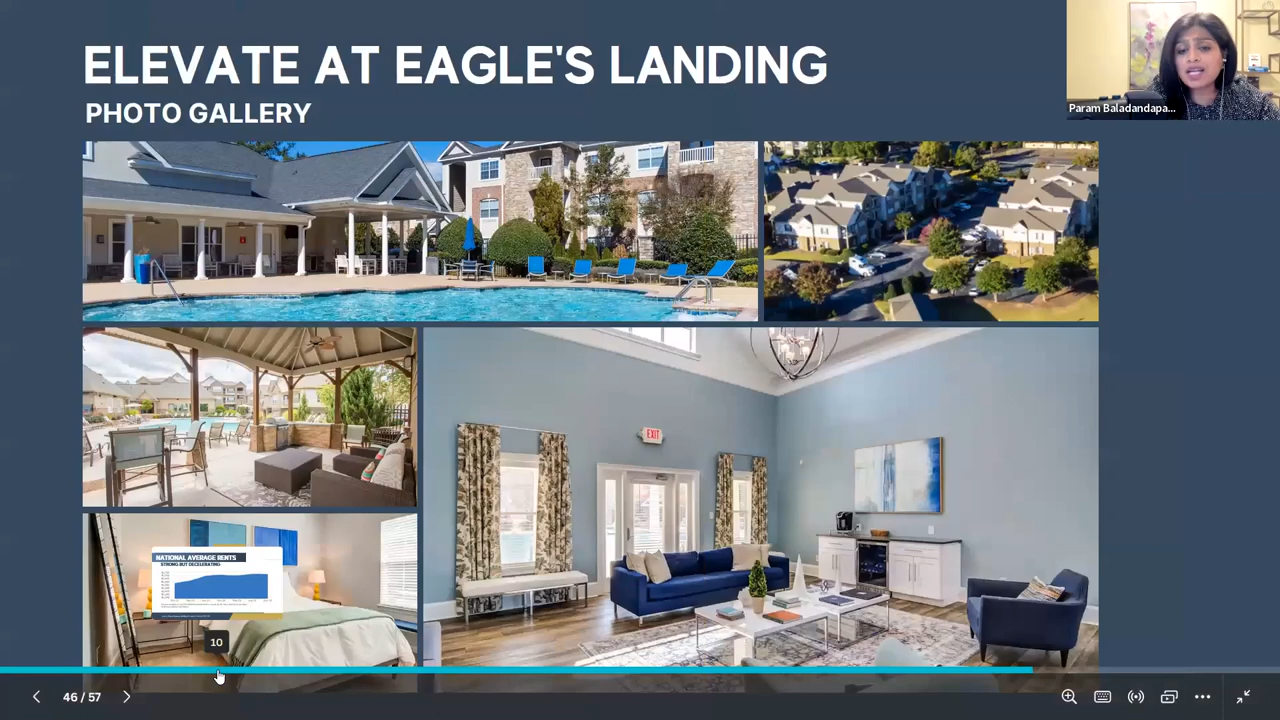 ELEVATE AT EAGLE'S LANDING
PHOTO GALLERY
Param Baladandapa...
EXIT
NATIONAL AVERAGE RENTS
STRONG BUT DECELERATING
10
46 / 57